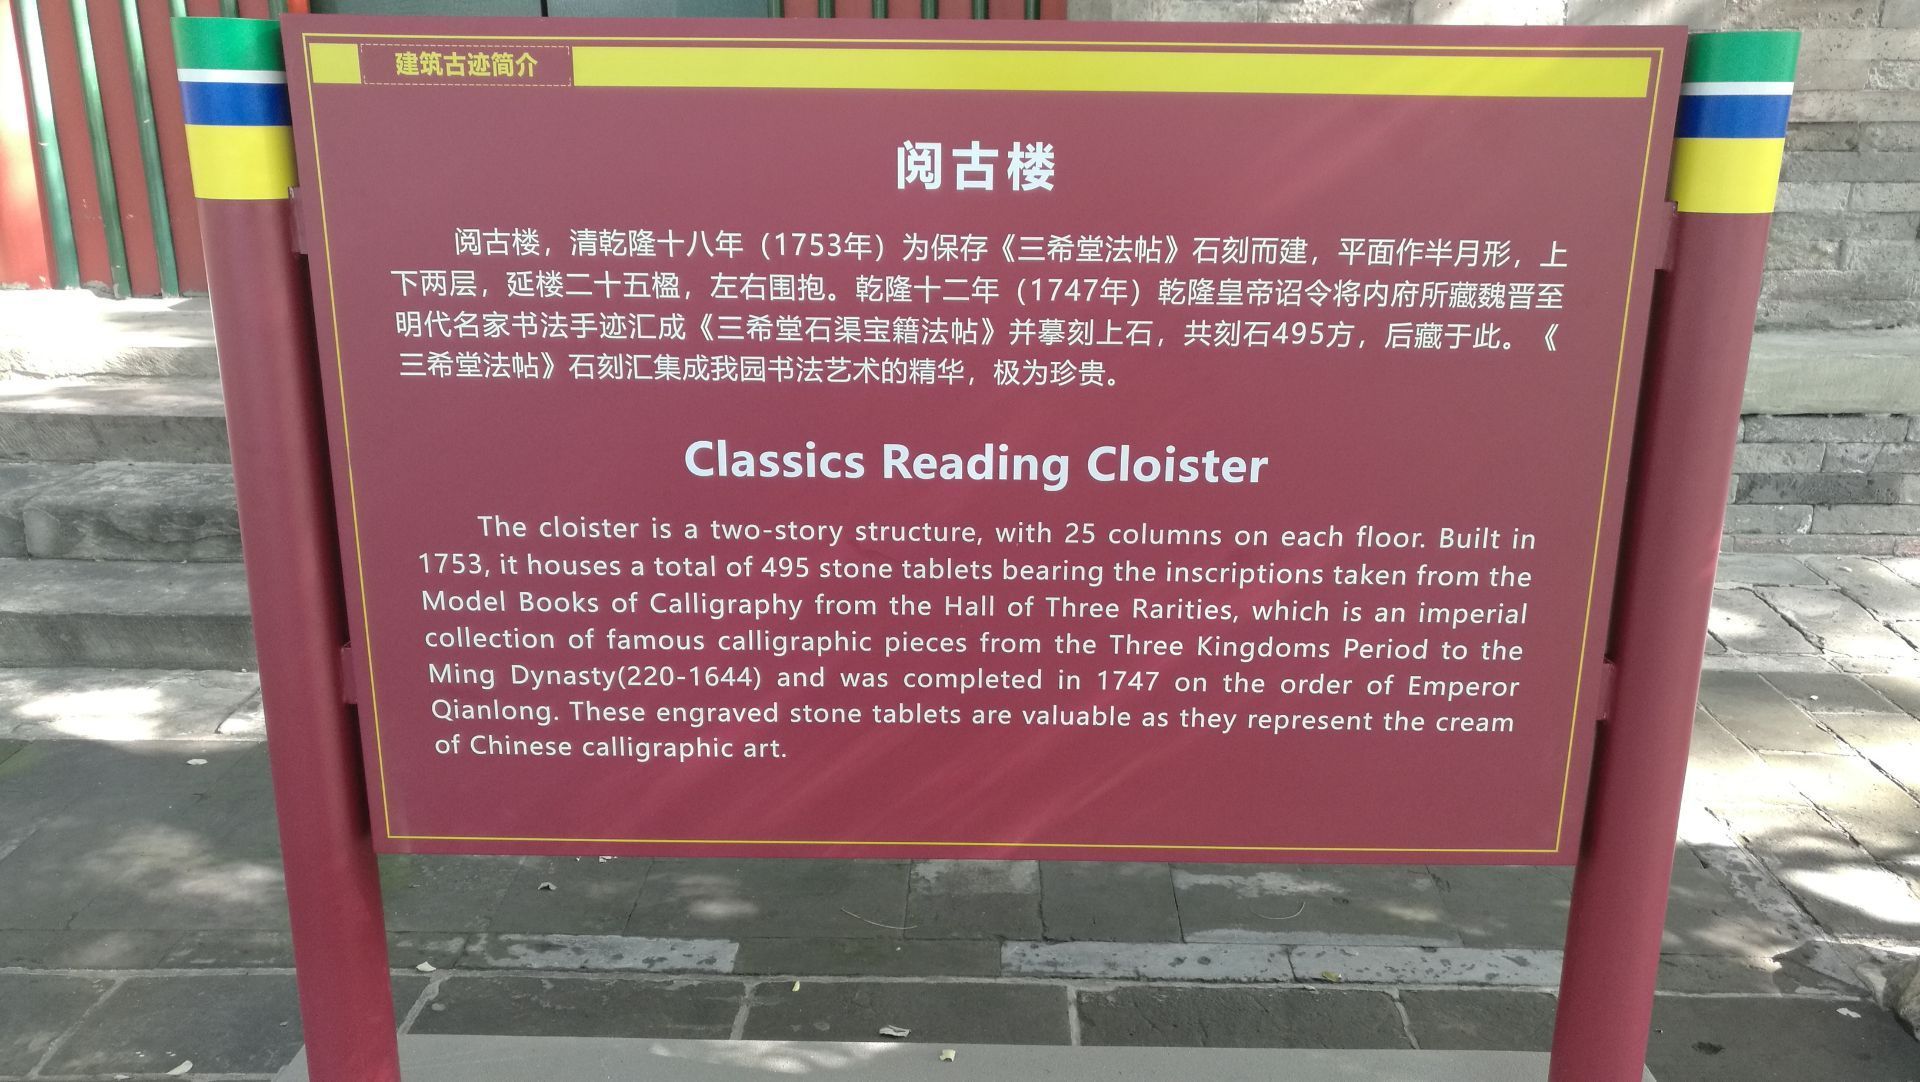 建筑古迹简介
阅古楼
阅古楼，清乾隆十八年（1753年）为保存《三希堂法帖》石刻而建，平面作半月形，上
下两层，延楼二十五楹，左右围抱。乾隆十二年（1747年）乾隆皇帝诏令将内府所藏魏晋至
明代名家书法手迹汇成《三希堂石渠宝籍法帖》并摹刻上石，共刻石495方，后藏于此。《
三希堂法帖》石刻汇集成我园书法艺术的精华，极为珍贵。
Classics Reading Cloister
The cloister is a two-story structure, with 25 columns on each floor. Built in
1753, it houses a total of 495 stone tablets bearing the inscriptions taken from the
Model Books of Calligraphy from the Hall of Three Rarities, which is an imperial
collection of famous calligraphic pieces from the Three Kingdoms Period to the
Ming Dynasty(220-1644) and was completed in 1747 on the order of Emperor
Qianlong. These engraved stone tablets are valuable as they represent the cream
of Chinese calligraphic art.